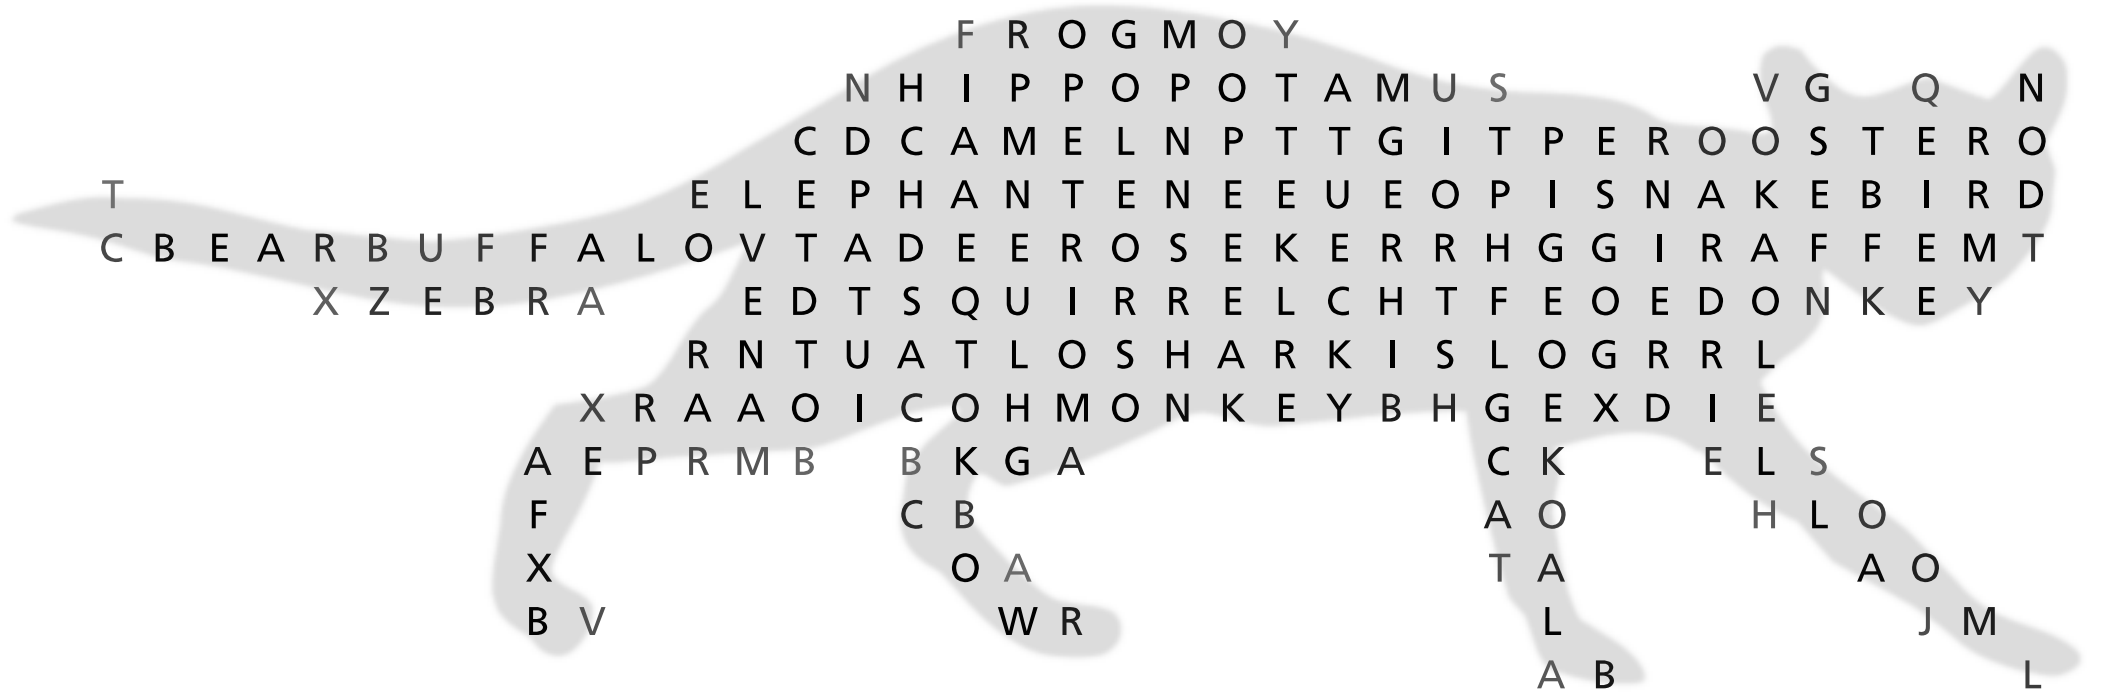 F R O G M O Y
N H I P P O P O T A M U S V G Q N
C D C A M E L N P T T G I T P E R O O S T E R O
T E L E P H A N T E N E E U E O P I S N A K E B I R D
C B E A R B U F F A L O V T A D E E R O S E K E R R H G G I R A F F E M T
X Z E B R A E D T S Q U I R R E L C H T F E O E D O N K E Y
R N T U A T L O S H A R K I S L O G R R L
X R A A O I C O H M O N K E Y B H G E X D I E
A E P R M B B K G A C K E L S
F C B A O H L O
X O A T A A O
B V W R L J M
A B L